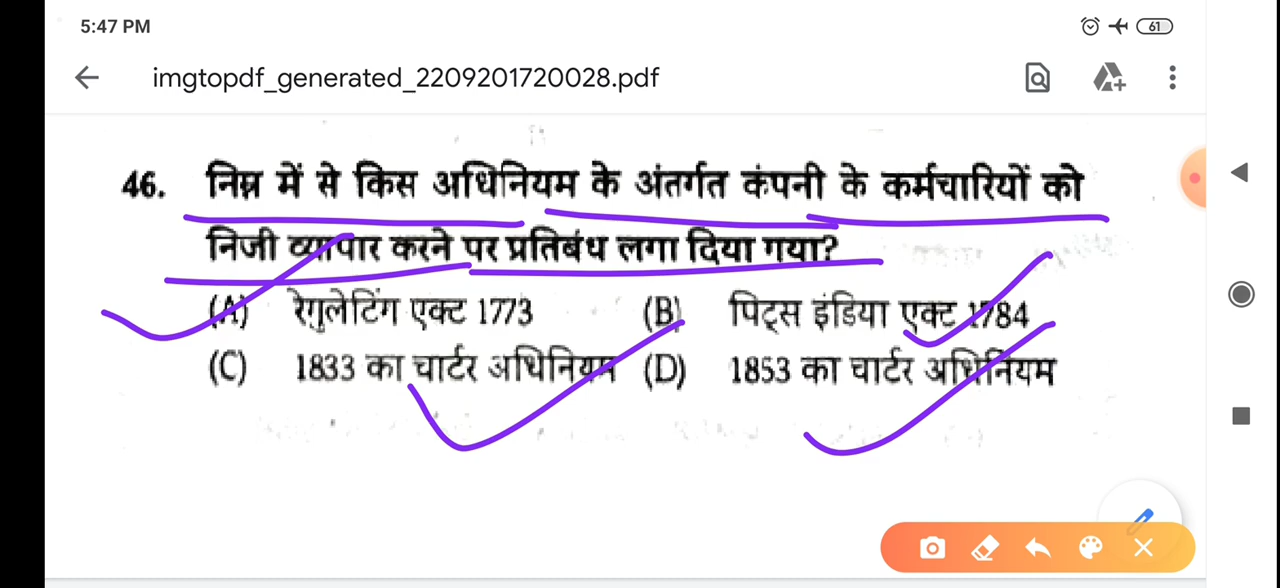 5:47 PM
61
imgtopdf_generated_2209201720028.pdf
46. निम्न में से किस अधिनियम के अंतर्गत कंपनी के कर्मचारियों को
निजी व्यापार करने पर प्रतिबंध लगा दिया गया?
(A) रेगुलेटिंग एक्ट 1773 (B) पिट्स इंडिया एक्ट 1784
(C) 1833 का चार्टर अधिनियम (D) 1853 का चार्टर अधिनियम